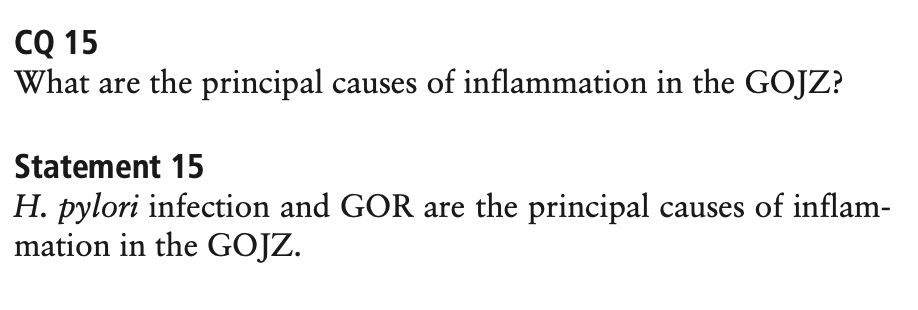 CQ 15
What are the principal causes of inflammation in the GOJZ?
Statement 15
H. pylori infection and GOR are the principal causes of inflam-
mation in the GOJZ.